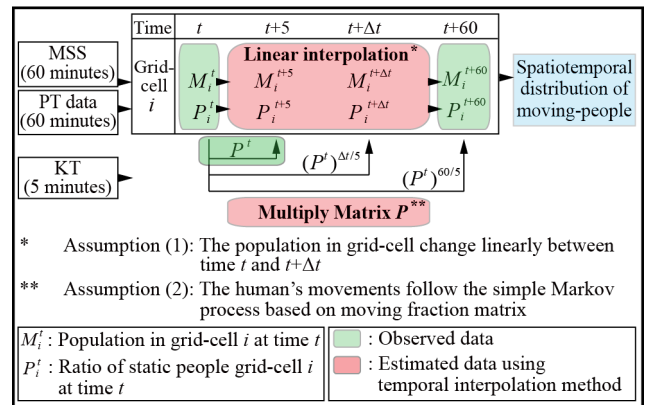 Time t t+5 t+Δt t+60
MSS
(60 minutes)
PT data
(60 minutes)
KT
(5 minutes)
Grid-
cell
i
Linear interpolation*
M_i^t M_i^{t+5} M_i^{t+Δt} M_i^{t+60}
P_i^t P_i^{t+5} P_i^{t+Δt} P_i^{t+60}
Spatiotemporal
distribution of
moving-people
P^t
(P^t)^{Δt/5}
(P^t)^{60/5}
Multiply Matrix P**
* Assumption (1): The population in grid-cell change linearly between
time t and t+Δt
** Assumption (2): The human's movements follow the simple Markov
process based on moving fraction matrix
M_i^t : Population in grid-cell i at time t
P_i^t : Ratio of static people grid-cell i
at time t
: Observed data
: Estimated data using
temporal interpolation method